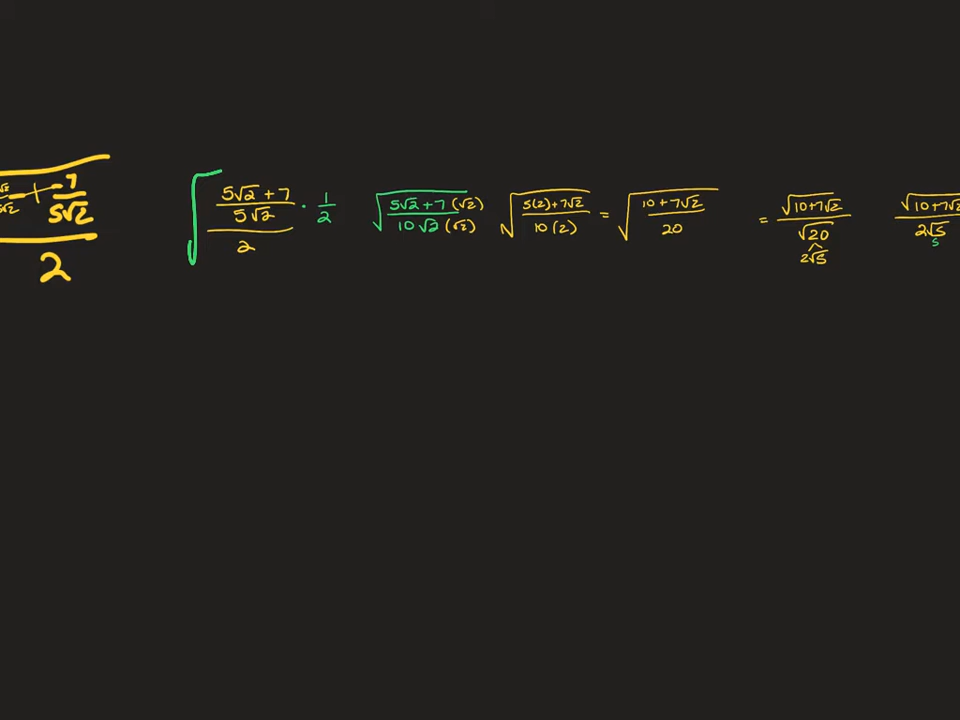 7
5√2
2
√ 5√2 + 7 / 5√2 / 2 · 1/2
√ 5√2 + 7 (√2) / 10√2 (√2)
√ 5(2) + 7√2 / 10(2) =
√ 10 + 7√2 / 20
= √10+7√2 / √20
2√5
√10+7√2 / 2√5
5